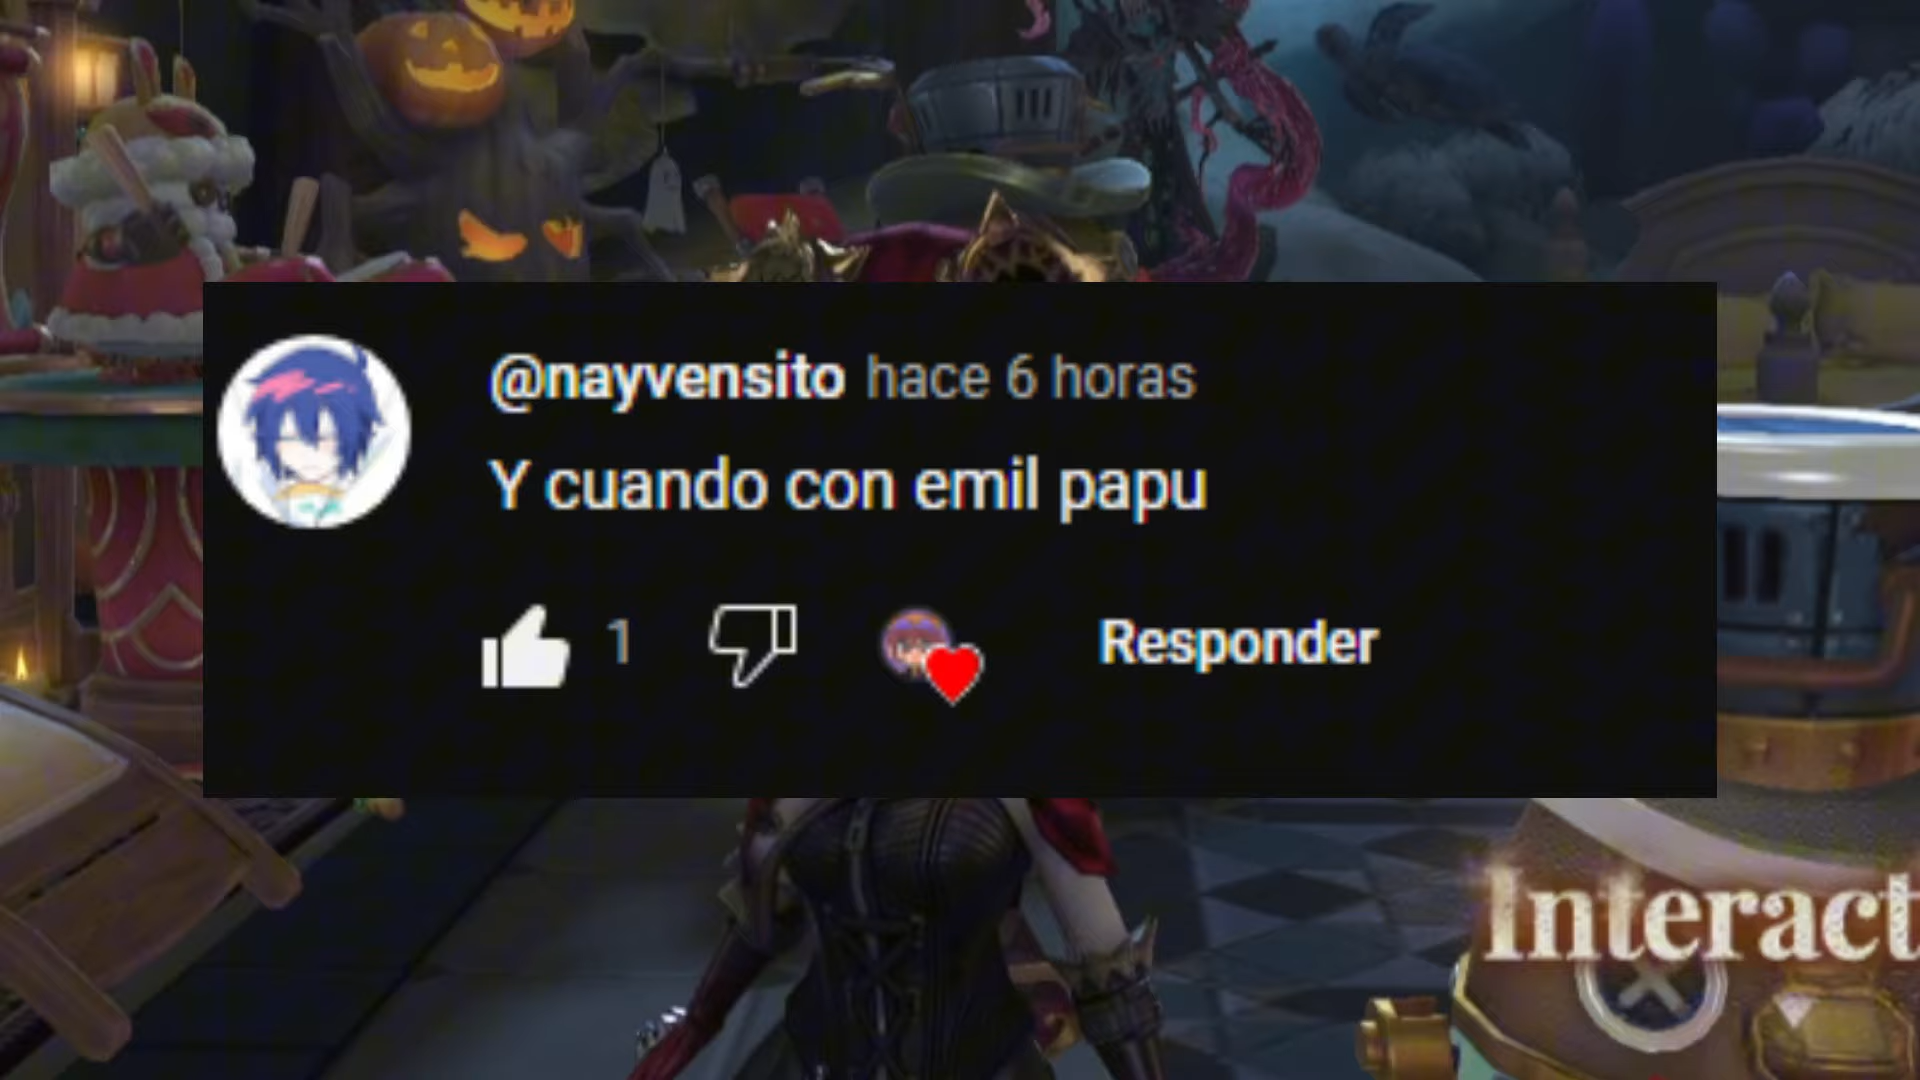 @nayvensito hace 6 horas
Y cuando con emil papu
1
Responder
Interact